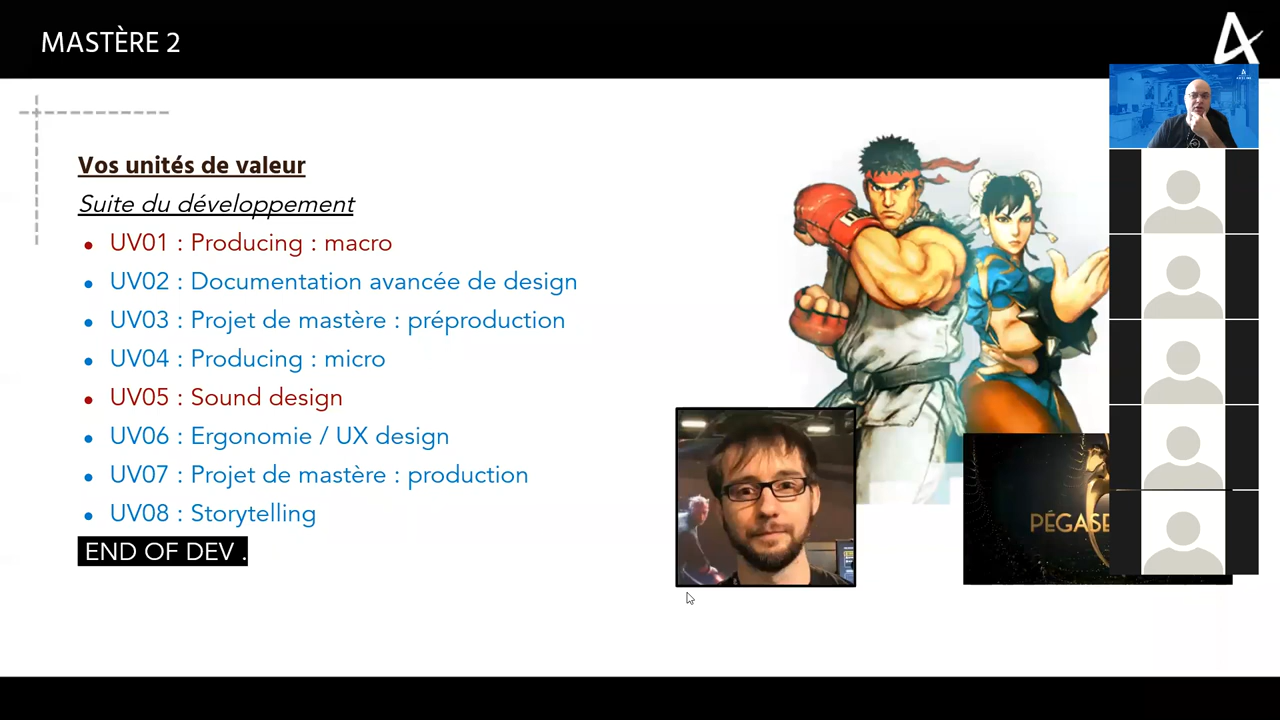 MASTÈRE 2
Vos unités de valeur
Suite du développement
UV01 : Producing : macro
UV02 : Documentation avancée de design
UV03 : Projet de mastère : préproduction
UV04 : Producing : micro
UV05 : Sound design
UV06 : Ergonomie / UX design
UV07 : Projet de mastère : production
UV08 : Storytelling
END OF DEV .
PÉGASE